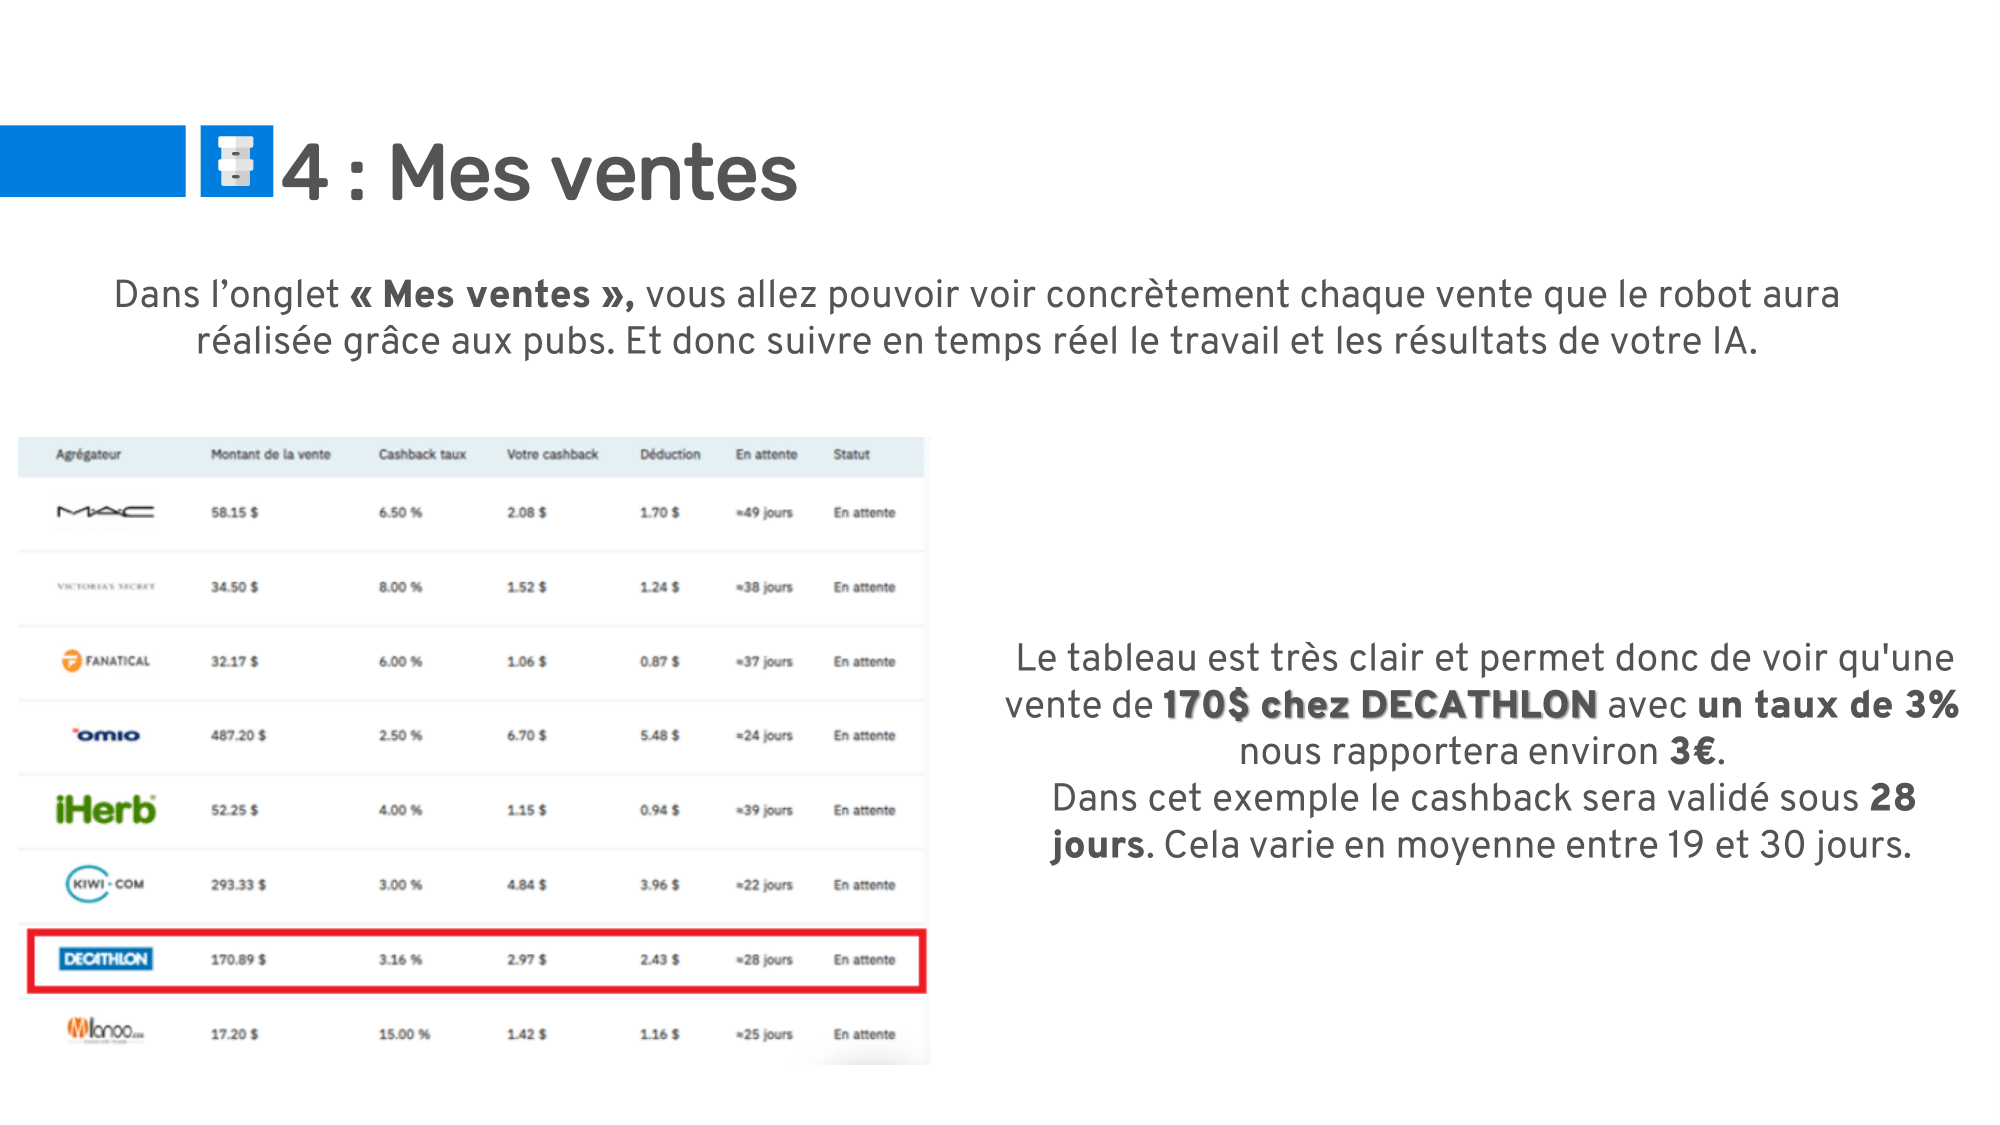 4 : Mes ventes
Dans l’onglet « Mes ventes », vous allez pouvoir voir concrètement chaque vente que le robot aura
réalisée grâce aux pubs. Et donc suivre en temps réel le travail et les résultats de votre IA.
Agrégateur Montant de la vente Cashback taux Votre cashback Déduction En attente Statut
MAC 58.15 $ 6.50 % 2.08 $ 1.70 $ ≈49 jours En attente
VICTORIA'S SECRET 34.50 $ 8.00 % 1.52 $ 1.24 $ ≈38 jours En attente
FANATICAL 32.17 $ 6.00 % 1.06 $ 0.87 $ ≈37 jours En attente
omio 487.20 $ 2.50 % 6.70 $ 5.48 $ ≈24 jours En attente
iHerb 52.25 $ 4.00 % 1.15 $ 0.94 $ ≈39 jours En attente
KIWI.COM 293.33 $ 3.00 % 4.84 $ 3.96 $ ≈22 jours En attente
DECATHLON 170.89 $ 3.16 % 2.97 $ 2.43 $ ≈28 jours En attente
Milanoo.com 17.20 $ 15.00 % 1.42 $ 1.16 $ ≈25 jours En attente
Le tableau est très clair et permet donc de voir qu'une
vente de 170$ chez DECATHLON avec un taux de 3%
nous rapportera environ 3€.
Dans cet exemple le cashback sera validé sous 28
jours. Cela varie en moyenne entre 19 et 30 jours.